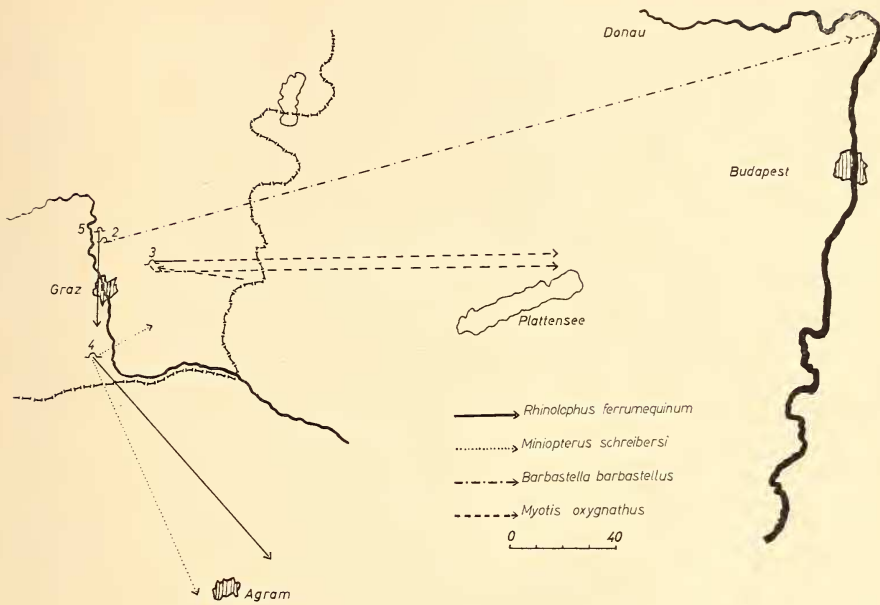 Donau
Budapest
5
2
3
Graz
4
Plattensee
Rhinolophus ferrumequinum
Miniopterus schreibersi
Barbastella barbastellus
Myotis oxygnathus
0 40
Agram